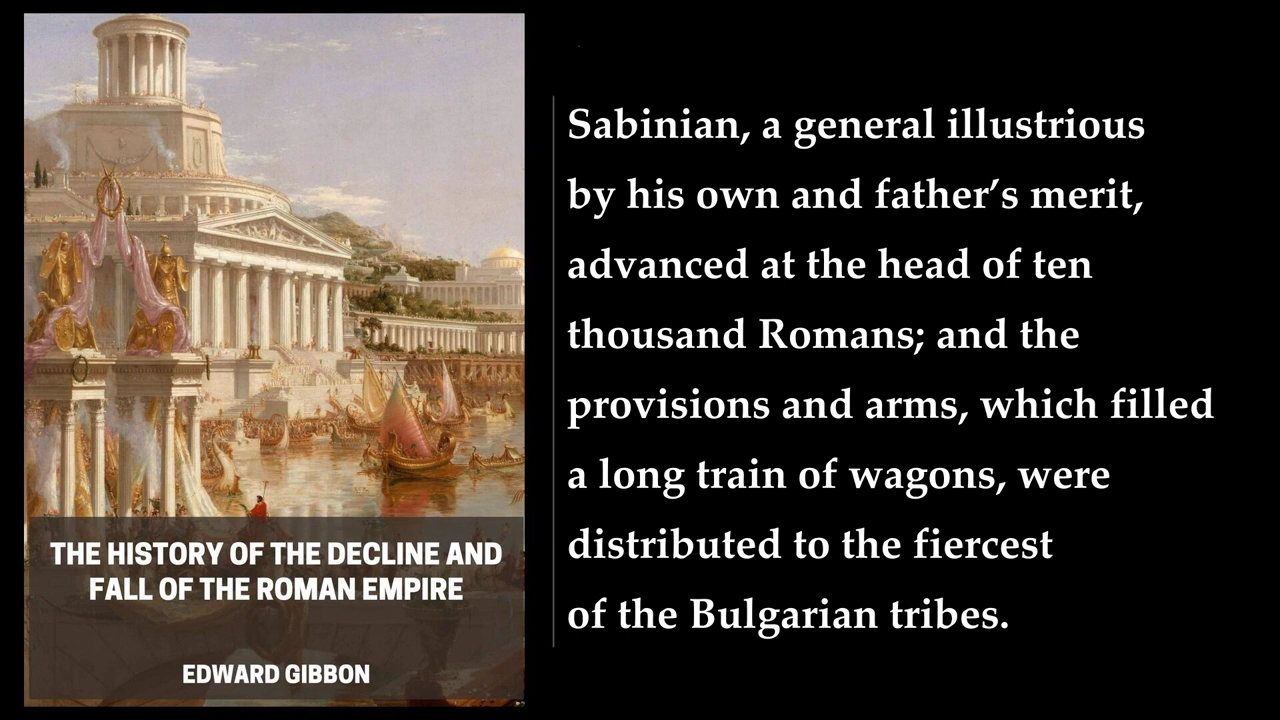 THE HISTORY OF THE DECLINE AND
FALL OF THE ROMAN EMPIRE
EDWARD GIBBON
Sabinian, a general illustrious
by his own and father’s merit,
advanced at the head of ten
thousand Romans; and the
provisions and arms, which filled
a long train of wagons, were
distributed to the fiercest
of the Bulgarian tribes.